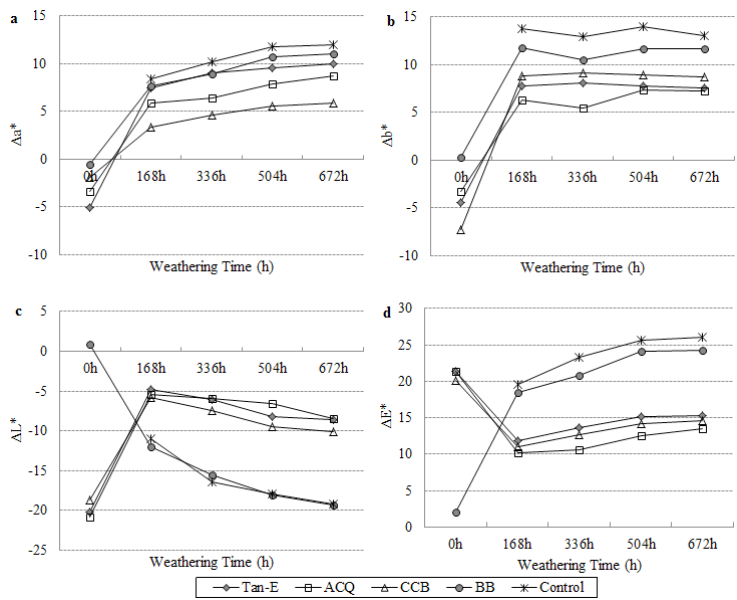 a
15
10
5
0
-5
-10
Δa*
0h
168h
336h
504h
672h
Weathering Time (h)
b
15
10
5
0
-5
-10
Δb*
0h
168h
336h
504h
672h
Weathering Time (h)
c
5
0
-5
-10
-15
-20
-25
ΔL*
0h
168h
336h
504h
672h
Weathering Time (h)
d
30
25
20
15
10
5
0
ΔE*
0h
168h
336h
504h
672h
Weathering Time (h)
Tan-E ACQ CCB BB Control